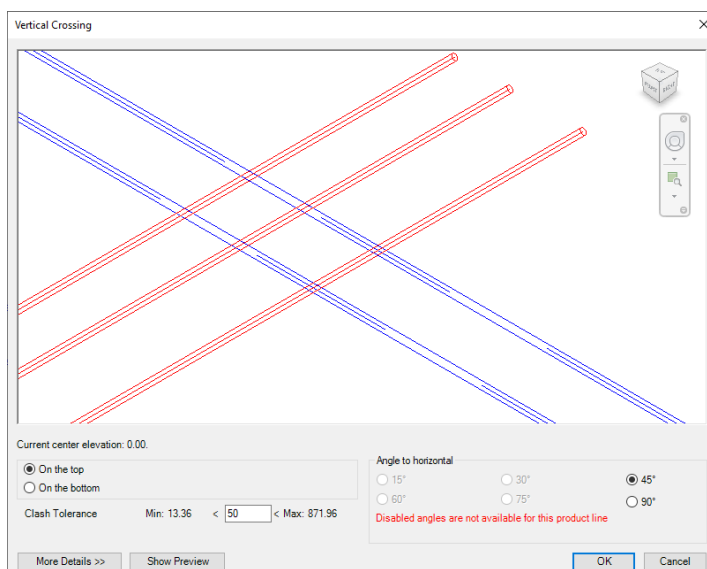 Vertical Crossing
Current center elevation: 0.00.
On the top
On the bottom
Clash Tolerance Min: 13.36 < 50 < Max: 871.96
Angle to horizontal
15° 30° 45°
60° 75° 90°
Disabled angles are not available for this product line
More Details >> Show Preview OK Cancel